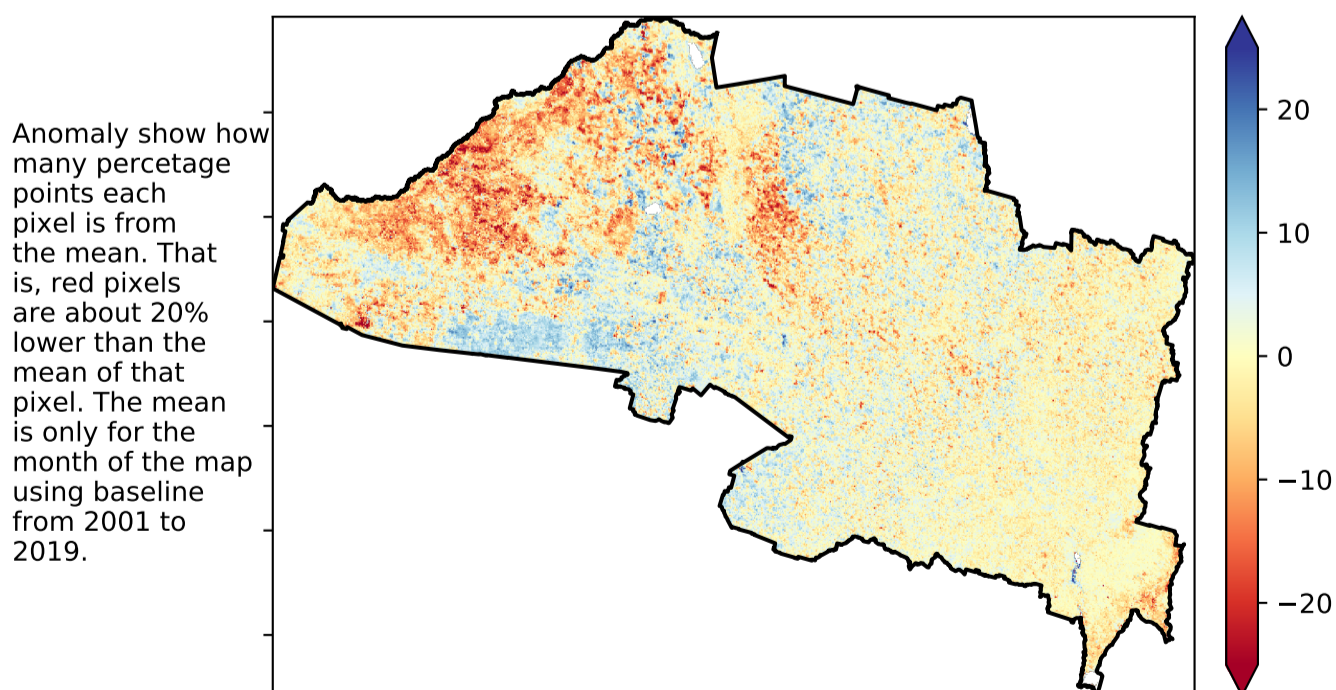 Anomaly show how
many percetage
points each
pixel is from
the mean. That
is, red pixels
are about 20%
lower than the
mean of that
pixel. The mean
is only for the
month of the map
using baseline
from 2001 to
2019.
20
10
0
−10
−20